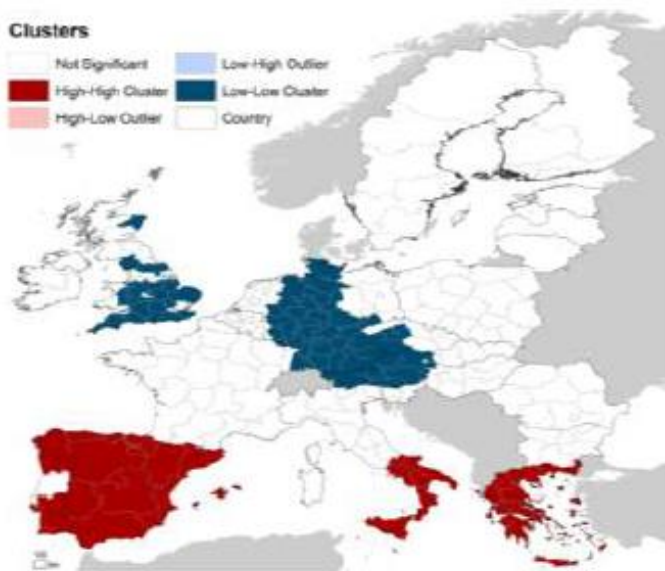 Clusters
Not Significant
Low-High Outlier
High-High Cluster
Low-Low Cluster
High-Low Outlier
Country